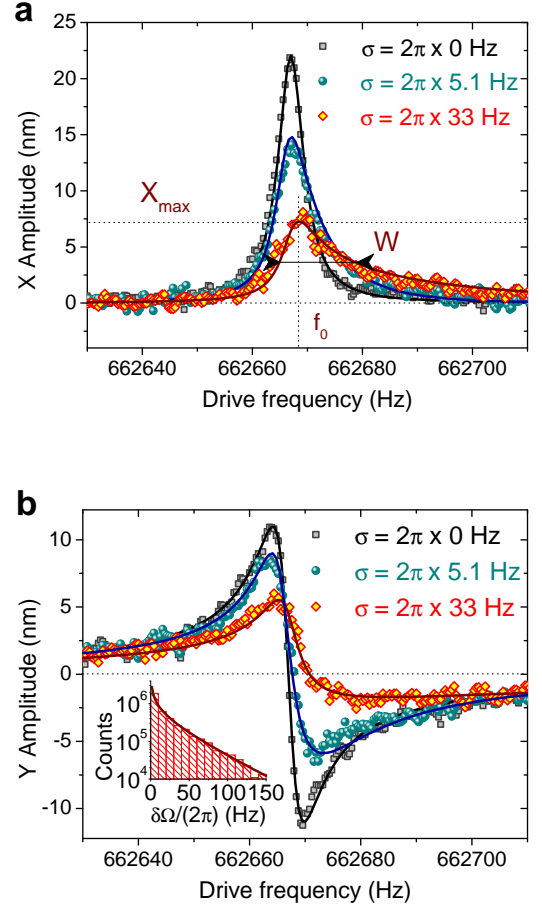 a
25
20
15
10
5
0
X Amplitude (nm)
σ = 2π x 0 Hz
σ = 2π x 5.1 Hz
σ = 2π x 33 Hz
X_max
W
f_0
662640 662660 662680 662700
Drive frequency (Hz)
b
10
5
0
-5
-10
Y Amplitude (nm)
σ = 2π x 0 Hz
σ = 2π x 5.1 Hz
σ = 2π x 33 Hz
10^6
10^5
10^4
Counts
0 50 100 150
δΩ/(2π) (Hz)
662640 662660 662680 662700
Drive frequency (Hz)